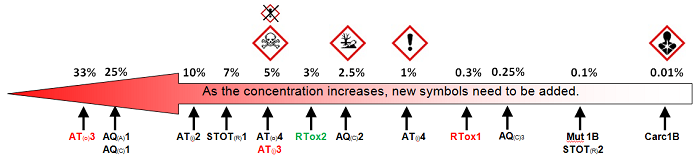 33% 25% 10% 7% 5% 3% 2.5% 1% 0.3% 0.25% 0.1% 0.01%
As the concentration increases, new symbols need to be added.
AT(o)3 AQ(A)1 AT(i)2 STOT(R)1 AT(o)4 RTox2 AQ(C)2 AT(i)4 RTox1 AQ(C)3 Mut 1B Carc1B
AQ(C)1 AT(i)3 STOT(R)2